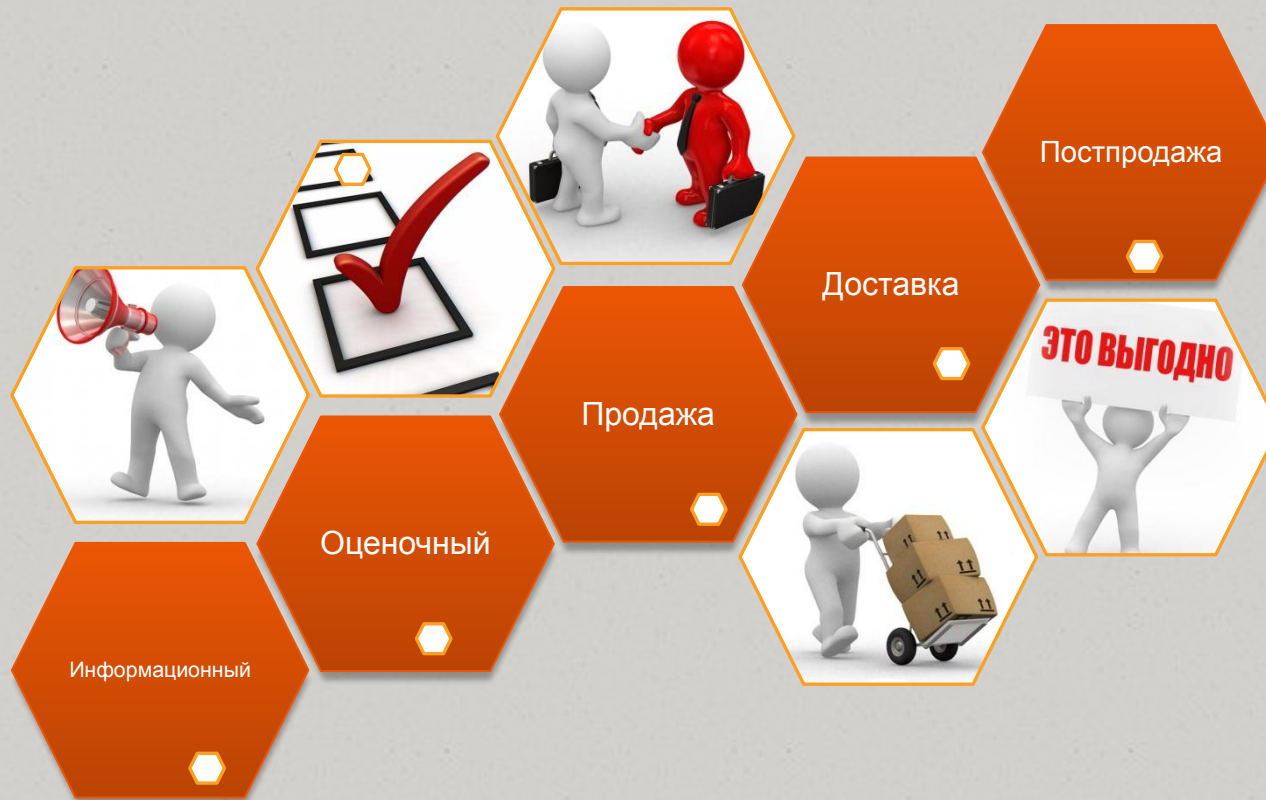 Информационный
Оценочный
Продажа
Доставка
Постпродажа
ЭТО ВЫГОДНО